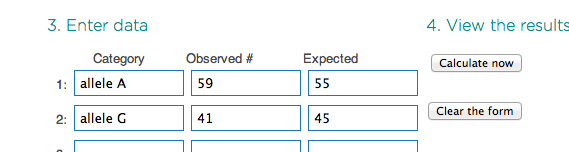 3. Enter data
4. View the results
Category Observed # Expected
1: allele A 59 55
Calculate now
2: allele G 41 45
Clear the form